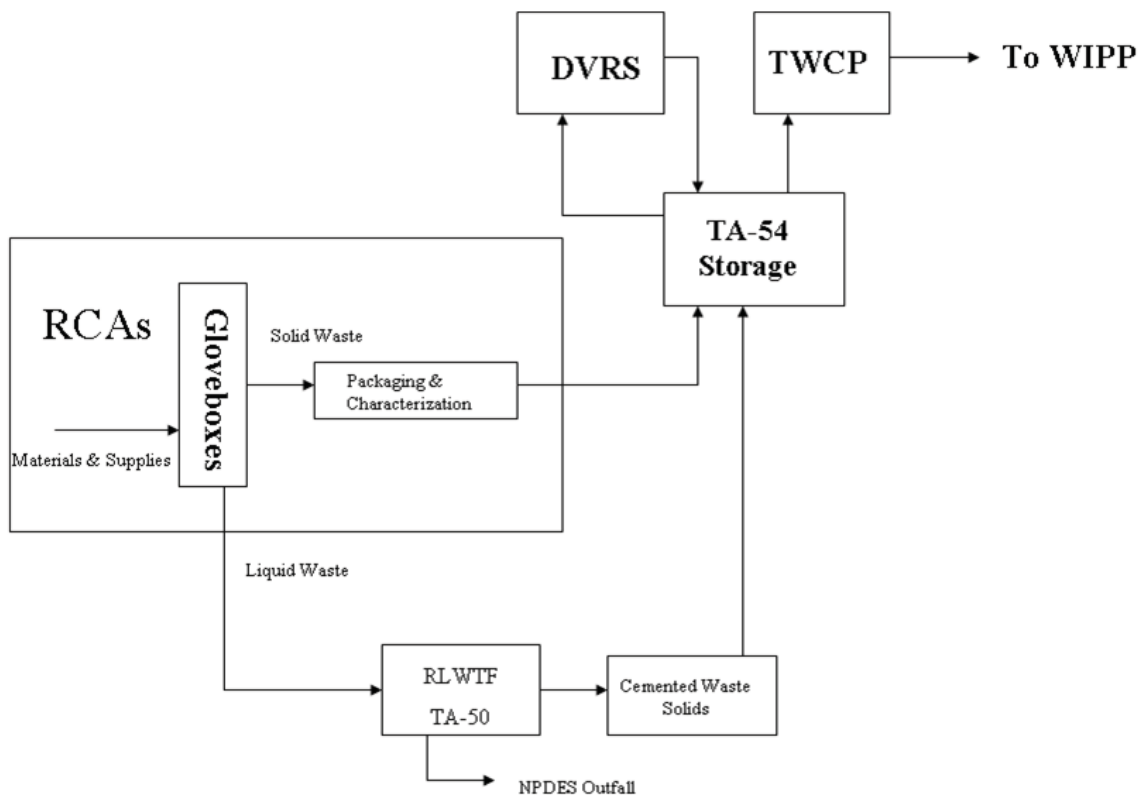 DVRS
TWCP
To WIPP
TA-54
Storage
RCAs
Gloveboxes
Solid Waste
Packaging &
Characterization
Materials & Supplies
Liquid Waste
RLWTF
TA-50
Cemented Waste
Solids
NPDES Outfall